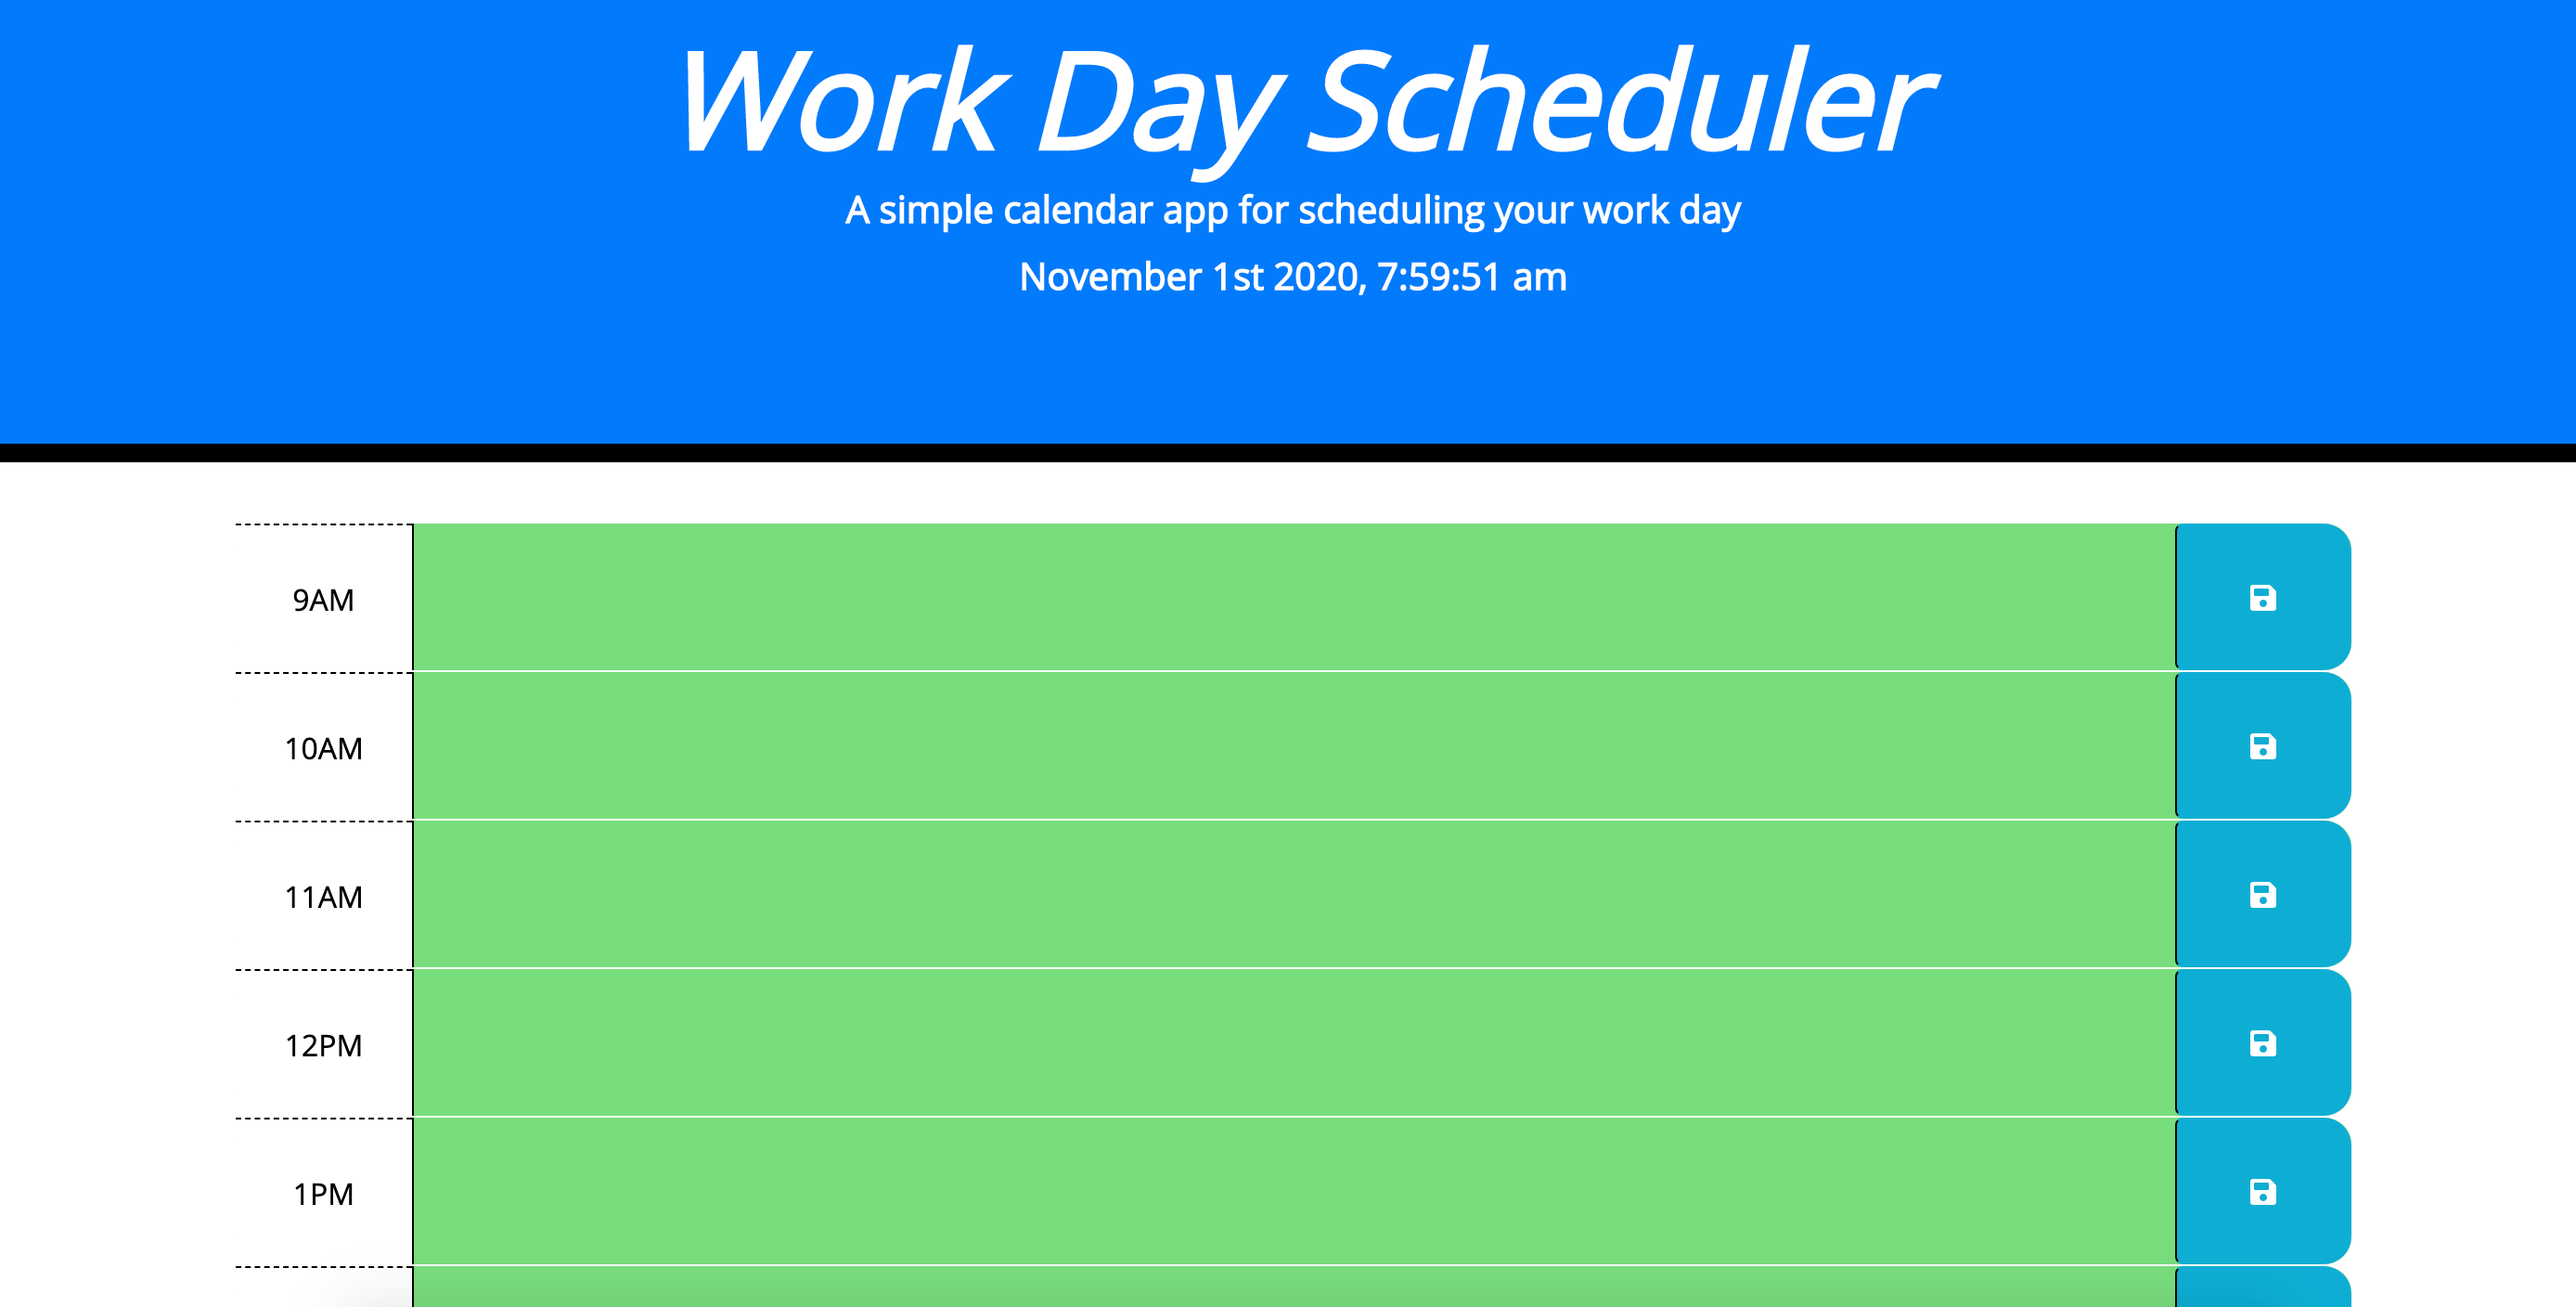 Work Day Scheduler
A simple calendar app for scheduling your work day
November 1st 2020, 7:59:51 am
9AM
10AM
11AM
12PM
1PM